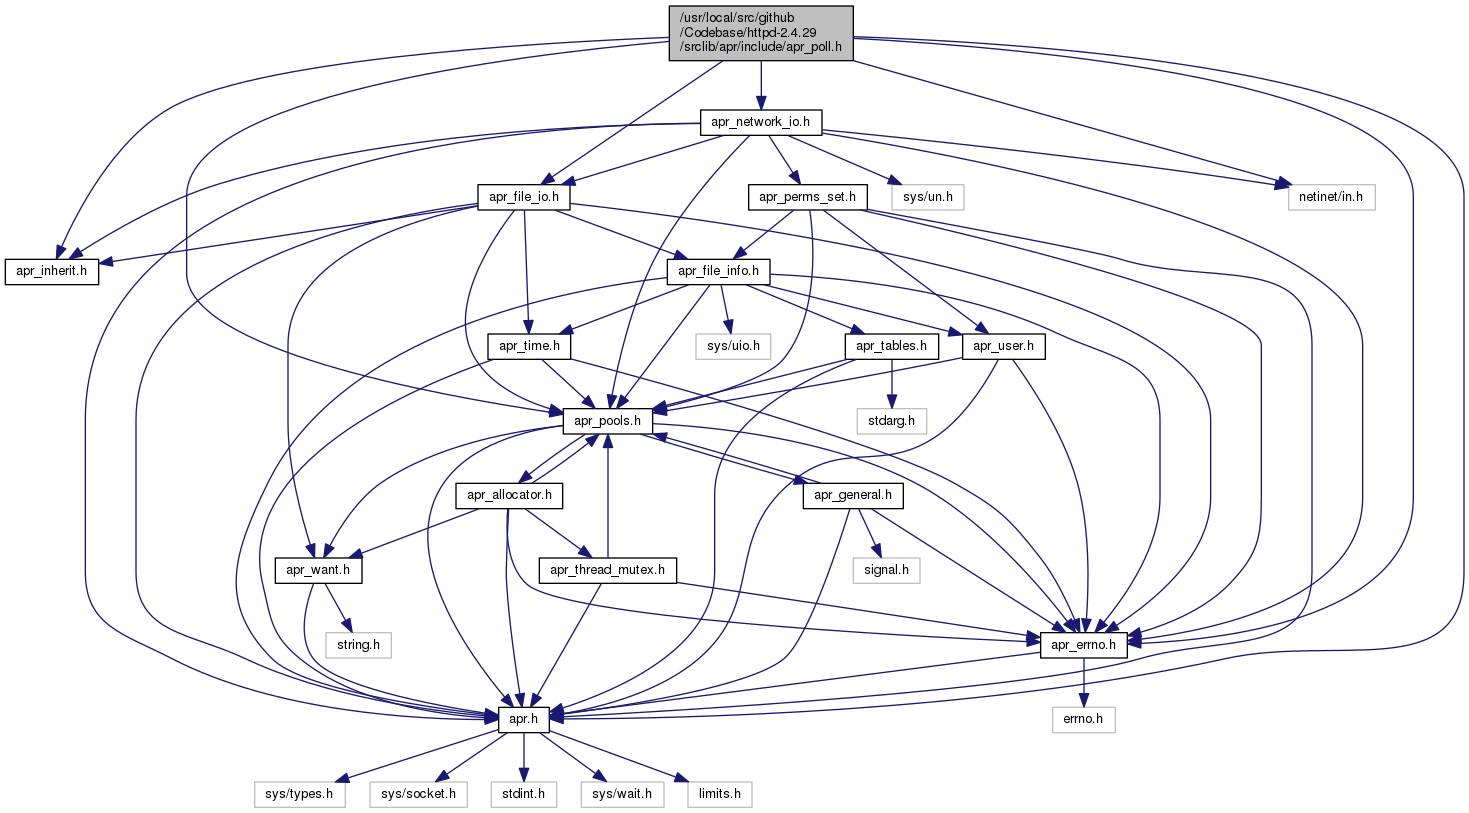 /usr/local/src/github
/Codebase/httpd-2.4.29
/srclib/apr/include/apr_poll.h
apr_network_io.h
apr_file_io.h
apr_perms_set.h
sys/un.h
netinet/in.h
apr_inherit.h
apr_file_info.h
apr_time.h
sys/uio.h
apr_tables.h
apr_user.h
apr_pools.h
stdarg.h
apr_allocator.h
apr_general.h
apr_want.h
apr_thread_mutex.h
signal.h
string.h
apr_errno.h
apr.h
errno.h
sys/types.h
sys/socket.h
stdint.h
sys/wait.h
limits.h